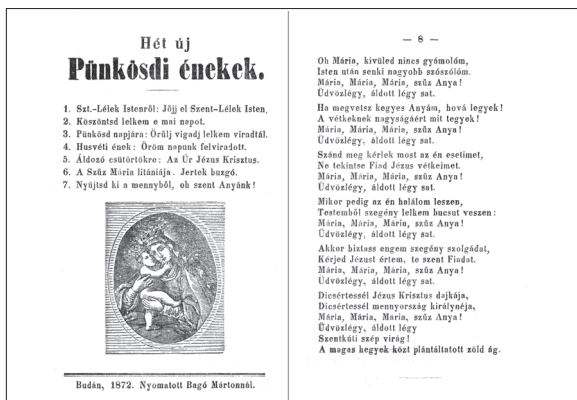 Hét új
Pünkösdi énekek.
1. Szt.-Lélek Istenről: Jöjj el Szent-Lélek Isten.
2. Köszöntsd lelkem e mai napot.
3. Pünkösd napjára: Örülj vigadj lelkem viradtál.
4. Husvéti ének: Öröm napunk felviradott.
5. Áldozó csütörtökre: Az Úr Jézus Krisztus.
6. A Szűz Mária litániája. Jertek buzgó.
7. Nyújtsd ki a mennyből, oh szent Anyánk!
Budán, 1872. Nyomatott Bagó Mártonnál.
— 8 —
Oh Mária, kivüled nincs gyámolóm,
Isten után senki nagyobb szószólóm.
Mária, Mária, Mária, szűz Anya!
Üdvözlégy, áldott légy sat.
Ha megvetsz kegyes Anyám, hová legyek!
A vétkeknek nagyságáért mit tegyek!
Mária, Mária, Mária, szűz Anya!
Üdvözlégy, áldott légy sat.
Szánd meg kérlek most az én esetimet,
Ne tekintse Fiad Jézus vétkeimet.
Mária, Mária, Mária, szűz Anya!
Üdvözlégy, áldott légy sat.
Mikor pedig az én halálom leszen,
Testemből szegény lelkem bucsut veszen:
Mária, Mária, Mária, szűz Anya!
Üdvözlégy, áldott légy sat.
Akkor biztass engem szegény szolgádat,
Kérjed Jézust értem, te szent Fiadat.
Mária, Mária, Mária, szűz Anya!
Üdvözlégy, áldott légy sat.
Dicsértessél Jézus Krisztus dajkája,
Dicsértessél mennyország királynéja,
Mária, Mária, Mária, szűz Anya!
Üdvözlégy, áldott légy
Szentkúti szép virág!
A magas hegyek közt plántáltatott zöld ág.